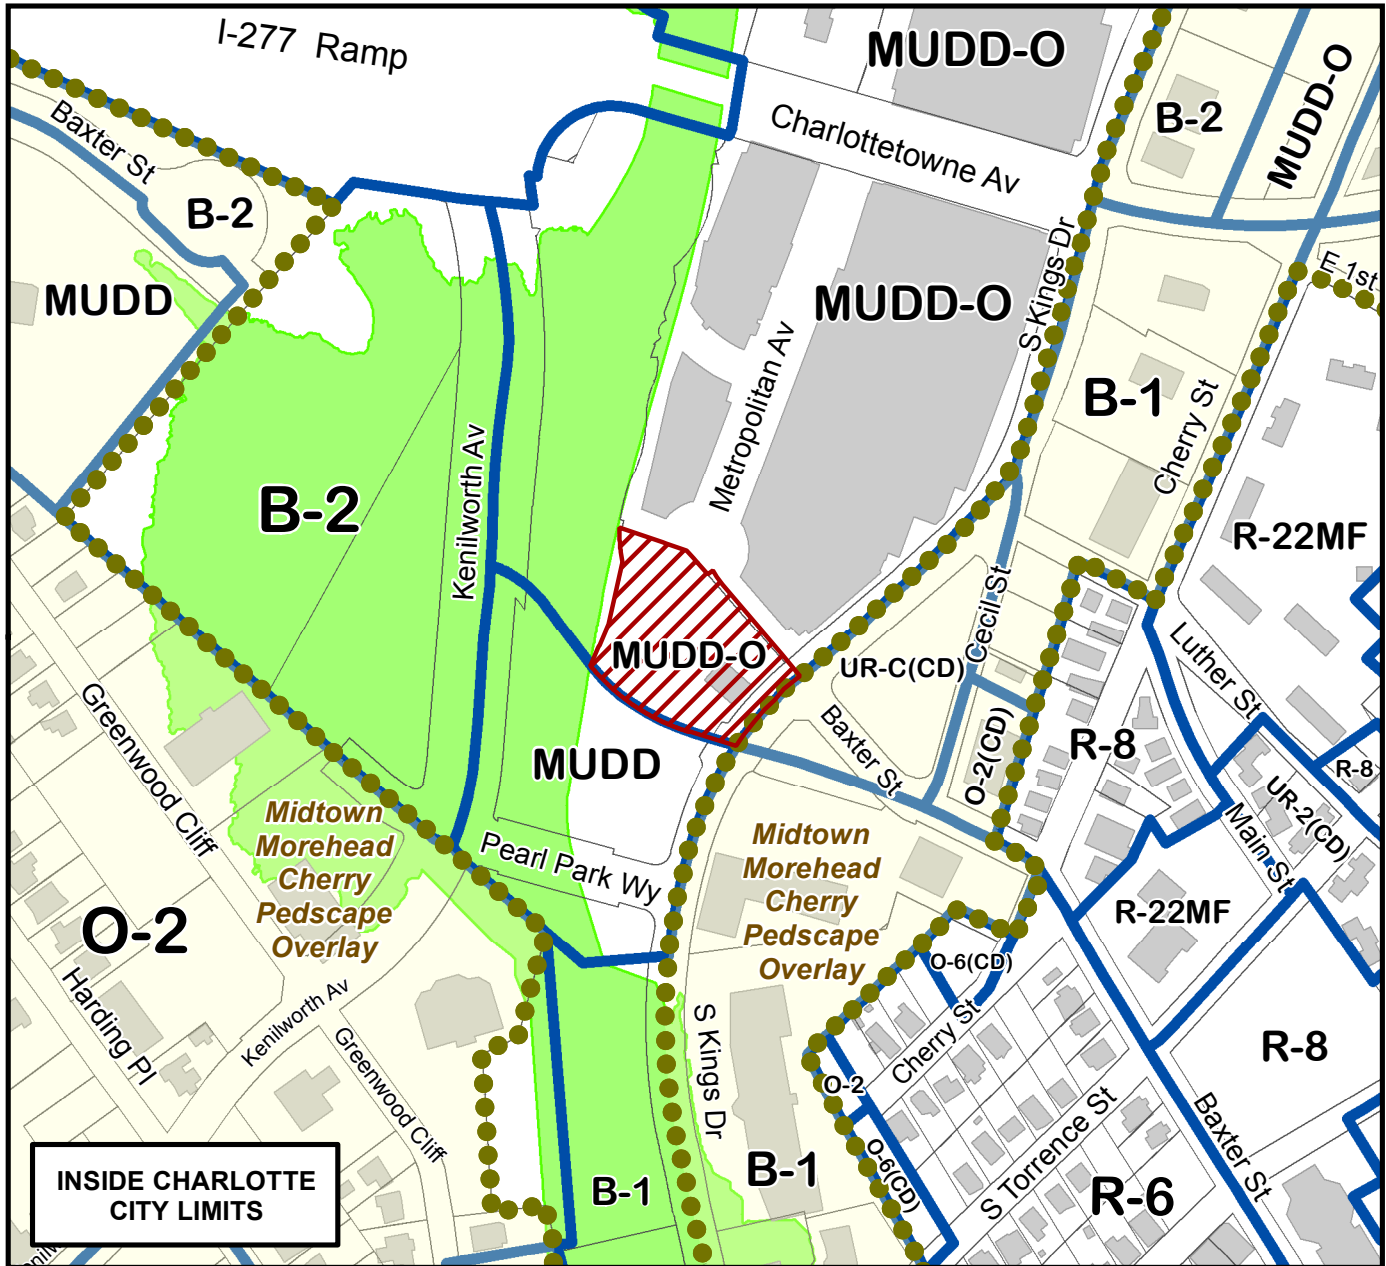 I-277 Ramp
MUDD-O
Charlottetowne Av
B-2
MUDD-O
Baxter St
B-2
MUDD
MUDD-O
S Kings Dr
E 1st
Metropolitan Av
B-1
Cherry St
Kenilworth Av
B-2
R-22MF
MUDD-O
UR-C(CD)
Cecil St
Luther St
Greenwood Cliff
MUDD
Baxter St
O-2(CD)
R-8
R-8
UR-2(CD)
Main St
Midtown
Morehead
Cherry
Pedscape
Overlay
Pearl Park Wy
Midtown
Morehead
Cherry
Pedscape
Overlay
O-2
R-22MF
O-6(CD)
Harding Pl
Kenilworth Av
Greenwood Cliff
S Kings Dr
Cherry St
R-8
O-2
O-6(CD)
S Torrence St
Baxter St
B-1
B-1
R-6
INSIDE CHARLOTTE
CITY LIMITS